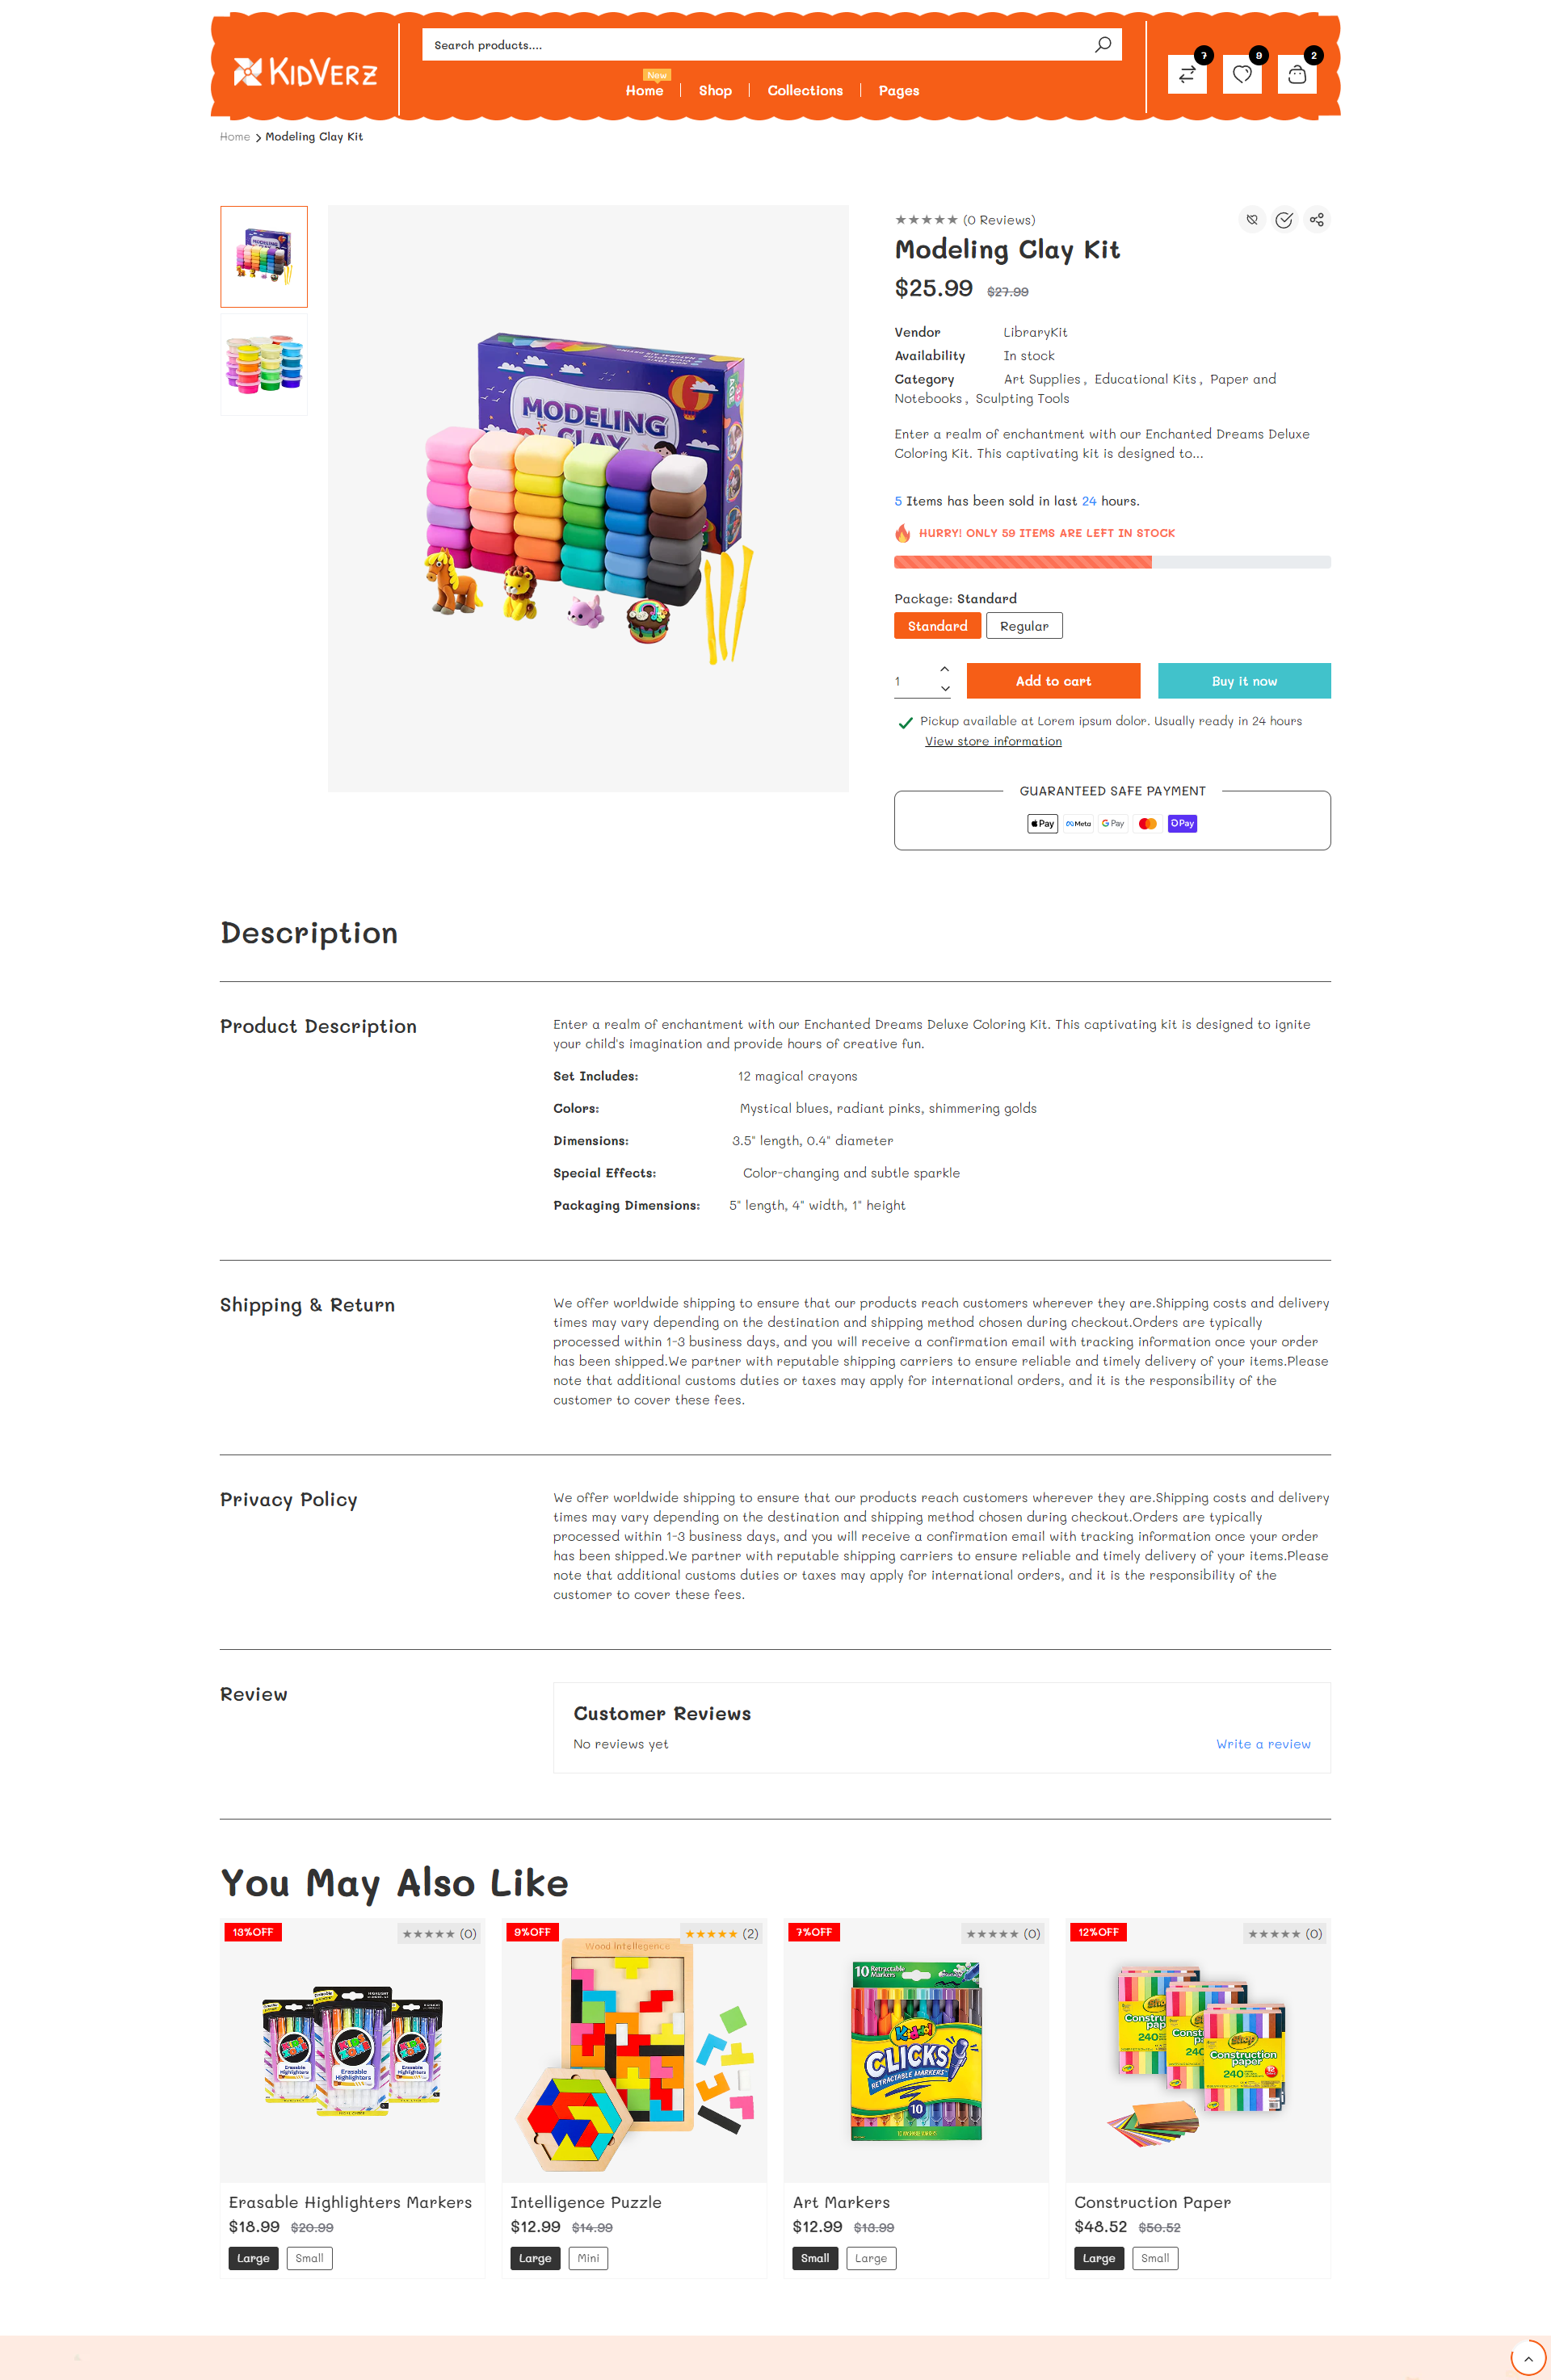 KIDVERZ
Search products....
7
9
2
New
Home
Shop
Collections
Pages
Home
Modeling Clay Kit
★★★★★ (0 Reviews)
Modeling Clay Kit
$25.99 $27.99
MODELING
CLAY
Vendor LibraryKit
Availability In stock
Category Art Supplies , Educational Kits , Paper and
Notebooks , Sculpting Tools
Enter a realm of enchantment with our Enchanted Dreams Deluxe
Coloring Kit. This captivating kit is designed to...
5 Items has been sold in last 24 hours.
HURRY! ONLY 59 ITEMS ARE LEFT IN STOCK
Package: Standard
Standard
Regular
1
Add to cart
Buy it now
Pickup available at Lorem ipsum dolor. Usually ready in 24 hours
View store information
GUARANTEED SAFE PAYMENT
Pay
Meta
G Pay
Pay
Description
Product Description
Enter a realm of enchantment with our Enchanted Dreams Deluxe Coloring Kit. This captivating kit is designed to ignite
your child's imagination and provide hours of creative fun.
Set Includes: 12 magical crayons
Colors: Mystical blues, radiant pinks, shimmering golds
Dimensions: 3.5" length, 0.4" diameter
Special Effects: Color-changing and subtle sparkle
Packaging Dimensions: 5" length, 4" width, 1" height
Shipping & Return
We offer worldwide shipping to ensure that our products reach customers wherever they are.Shipping costs and delivery
times may vary depending on the destination and shipping method chosen during checkout.Orders are typically
processed within 1-3 business days, and you will receive a confirmation email with tracking information once your order
has been shipped.We partner with reputable shipping carriers to ensure reliable and timely delivery of your items.Please
note that additional customs duties or taxes may apply for international orders, and it is the responsibility of the
customer to cover these fees.
Privacy Policy
We offer worldwide shipping to ensure that our products reach customers wherever they are.Shipping costs and delivery
times may vary depending on the destination and shipping method chosen during checkout.Orders are typically
processed within 1-3 business days, and you will receive a confirmation email with tracking information once your order
has been shipped.We partner with reputable shipping carriers to ensure reliable and timely delivery of your items.Please
note that additional customs duties or taxes may apply for international orders, and it is the responsibility of the
customer to cover these fees.
Review
Customer Reviews
No reviews yet
Write a review
You May Also Like
13%OFF
★★★★★ (0)
Erasable
Highlighters
Erasable Highlighters Markers
$18.99 $20.99
Large
Small
9%OFF
★★★★★ (2)
Wood Intellegence
Intelligence Puzzle
$12.99 $14.99
Large
Mini
7%OFF
★★★★★ (0)
10 Retractable
Markers
CLICKS
RETRACTABLE MARKERS
10
Art Markers
$12.99 $13.99
Small
Large
12%OFF
★★★★★ (0)
Construction
paper
240
Construction Paper
$48.52 $50.52
Large
Small